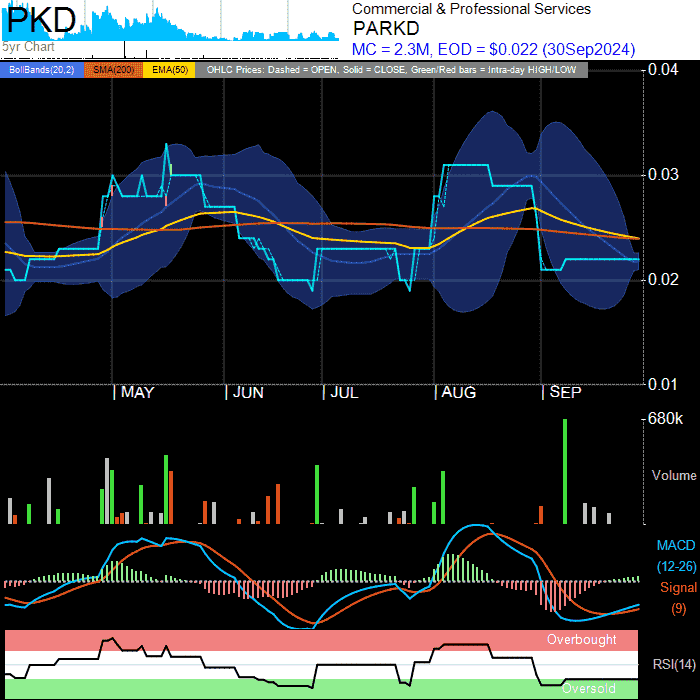 PKD
5yr Chart
Commercial & Professional Services
PARKD
MC = 2.3M, EOD = $0.022 (30Sep2024)
BollBands(20,2) SMA(200) EMA(50) OHLC Prices: Dashed = OPEN, Solid = CLOSE, Green/Red bars = Intra-day HIGH/LOW
0.04
0.03
0.02
0.01
MAY JUN JUL AUG SEP
680k
Volume
MACD
(12-26)
Signal
(9)
Overbought
RSI(14)
Oversold